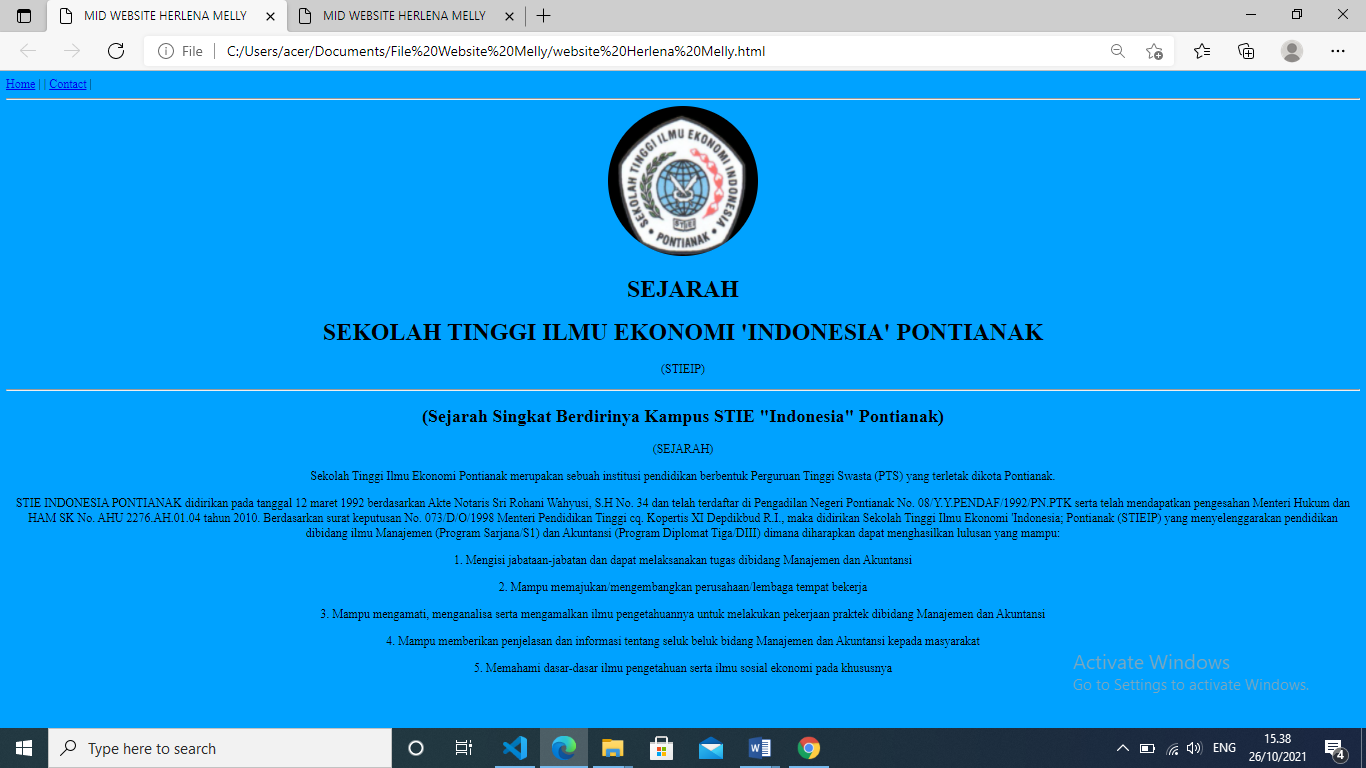 MID WEBSITE HERLENA MELLY
MID WEBSITE HERLENA MELLY
File
C:/Users/acer/Documents/File%20Website%20Melly/website%20Herlena%20Melly.html
Home | | Contact |
SEKOLAH TINGGI ILMU EKONOMI INDONESIA
STIEI
• PONTIANAK •
SEJARAH
SEKOLAH TINGGI ILMU EKONOMI 'INDONESIA' PONTIANAK
(STIEIP)
(Sejarah Singkat Berdirinya Kampus STIE "Indonesia" Pontianak)
(SEJARAH)
Sekolah Tinggi Ilmu Ekonomi Pontianak merupakan sebuah institusi pendidikan berbentuk Perguruan Tinggi Swasta (PTS) yang terletak dikota Pontianak.
STIE INDONESIA PONTIANAK didirikan pada tanggal 12 maret 1992 berdasarkan Akte Notaris Sri Rohani Wahyusi, S.H No. 34 dan telah terdaftar di Pengadilan Negeri Pontianak No. 08/Y.Y.PENDAF/1992/PN.PTK serta telah mendapatkan pengesahan Menteri Hukum dan
HAM SK No. AHU 2276.AH.01.04 tahun 2010. Berdasarkan surat keputusan No. 073/D/O/1998 Menteri Pendidikan Tinggi cq. Kopertis XI Depdikbud R.I., maka didirikan Sekolah Tinggi Ilmu Ekonomi 'Indonesia; Pontianak (STIEIP) yang menyelenggarakan pendidikan
dibidang ilmu Manajemen (Program Sarjana/S1) dan Akuntansi (Program Diplomat Tiga/DIII) dimana diharapkan dapat menghasilkan lulusan yang mampu:
1. Mengisi jabataan-jabatan dan dapat melaksanakan tugas dibidang Manajemen dan Akuntansi
2. Mampu memajukan/mengembangkan perusahaan/lembaga tempat bekerja
3. Mampu mengamati, menganalisa serta mengamalkan ilmu pengetahuannya untuk melakukan pekerjaan praktek dibidang Manajemen dan Akuntansi
4. Mampu memberikan penjelasan dan informasi tentang seluk beluk bidang Manajemen dan Akuntansi kepada masyarakat
5. Memahami dasar-dasar ilmu pengetahuan serta ilmu sosial ekonomi pada khususnya
Activate Windows
Go to Settings to activate Windows.
Type here to search
ENG
15.38
26/10/2021
4